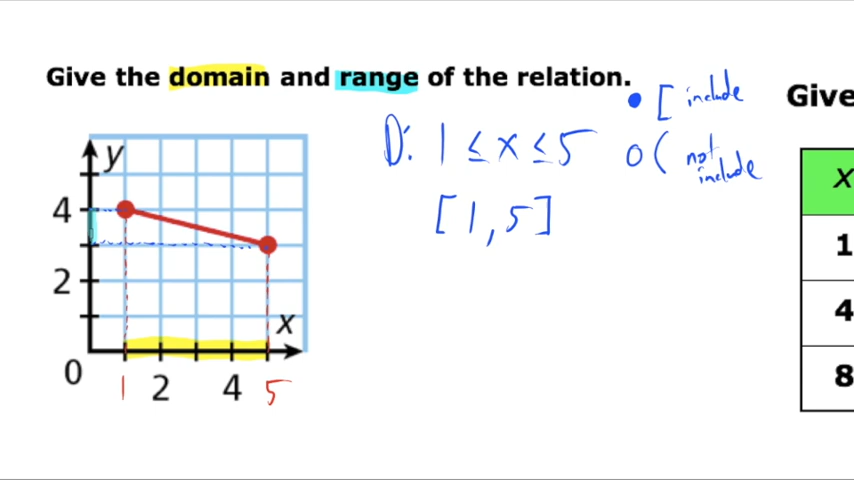 Give the domain and range of the relation.
• [ include
D: 1 ≤ x ≤ 5
o ( not include
[1, 5]
y
4
2
x
0
1 2 4 5
Give
x
1
4
8